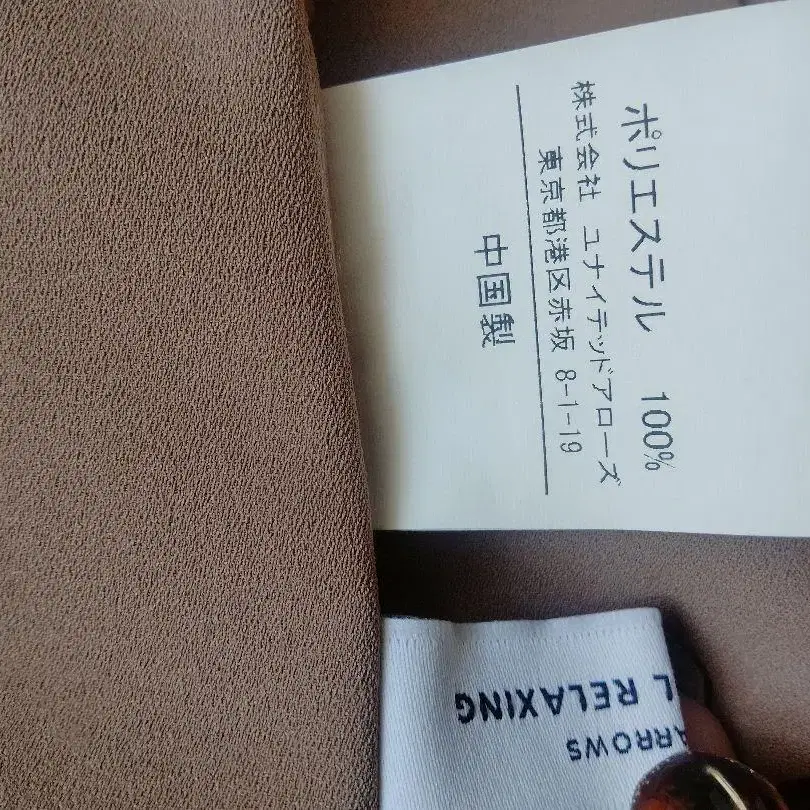 ポリエステル 100%
株式会社 ユナイテッドアローズ
東京都港区赤坂 8-1-19
中国製
L RELAXING
ARROWS